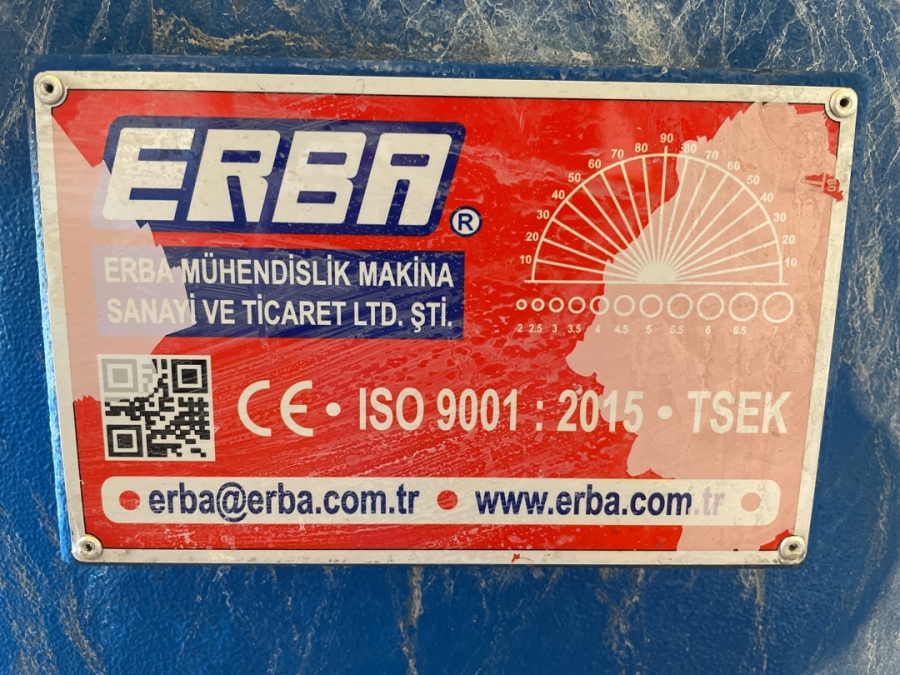 ERBA®
ERBA MÜHENDİSLİK MAKİNA
SANAYİ VE TİCARET LTD. ŞTİ.
10 20 30 40 50 60 70 80 90 80 70 60 50 40 30 20 10
2 2.5 3 3.5 4 4.5 5 5.5 6 6.5 7
CE • ISO 9001 : 2015 • TSEK
erba@erba.com.tr • www.erba.com.tr